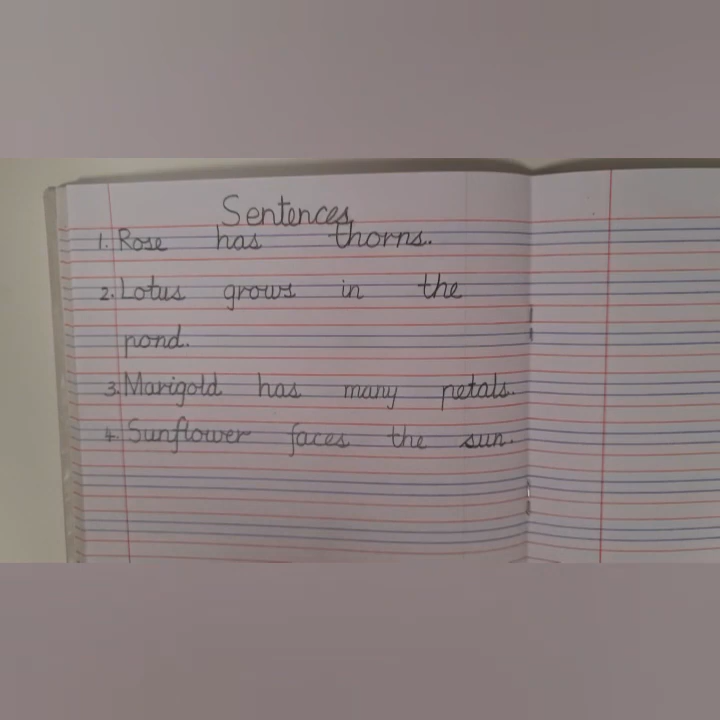 Sentences
1. Rose has thorns.
2. Lotus grows in the
pond.
3. Marigold has many petals.
4. Sunflower faces the sun.